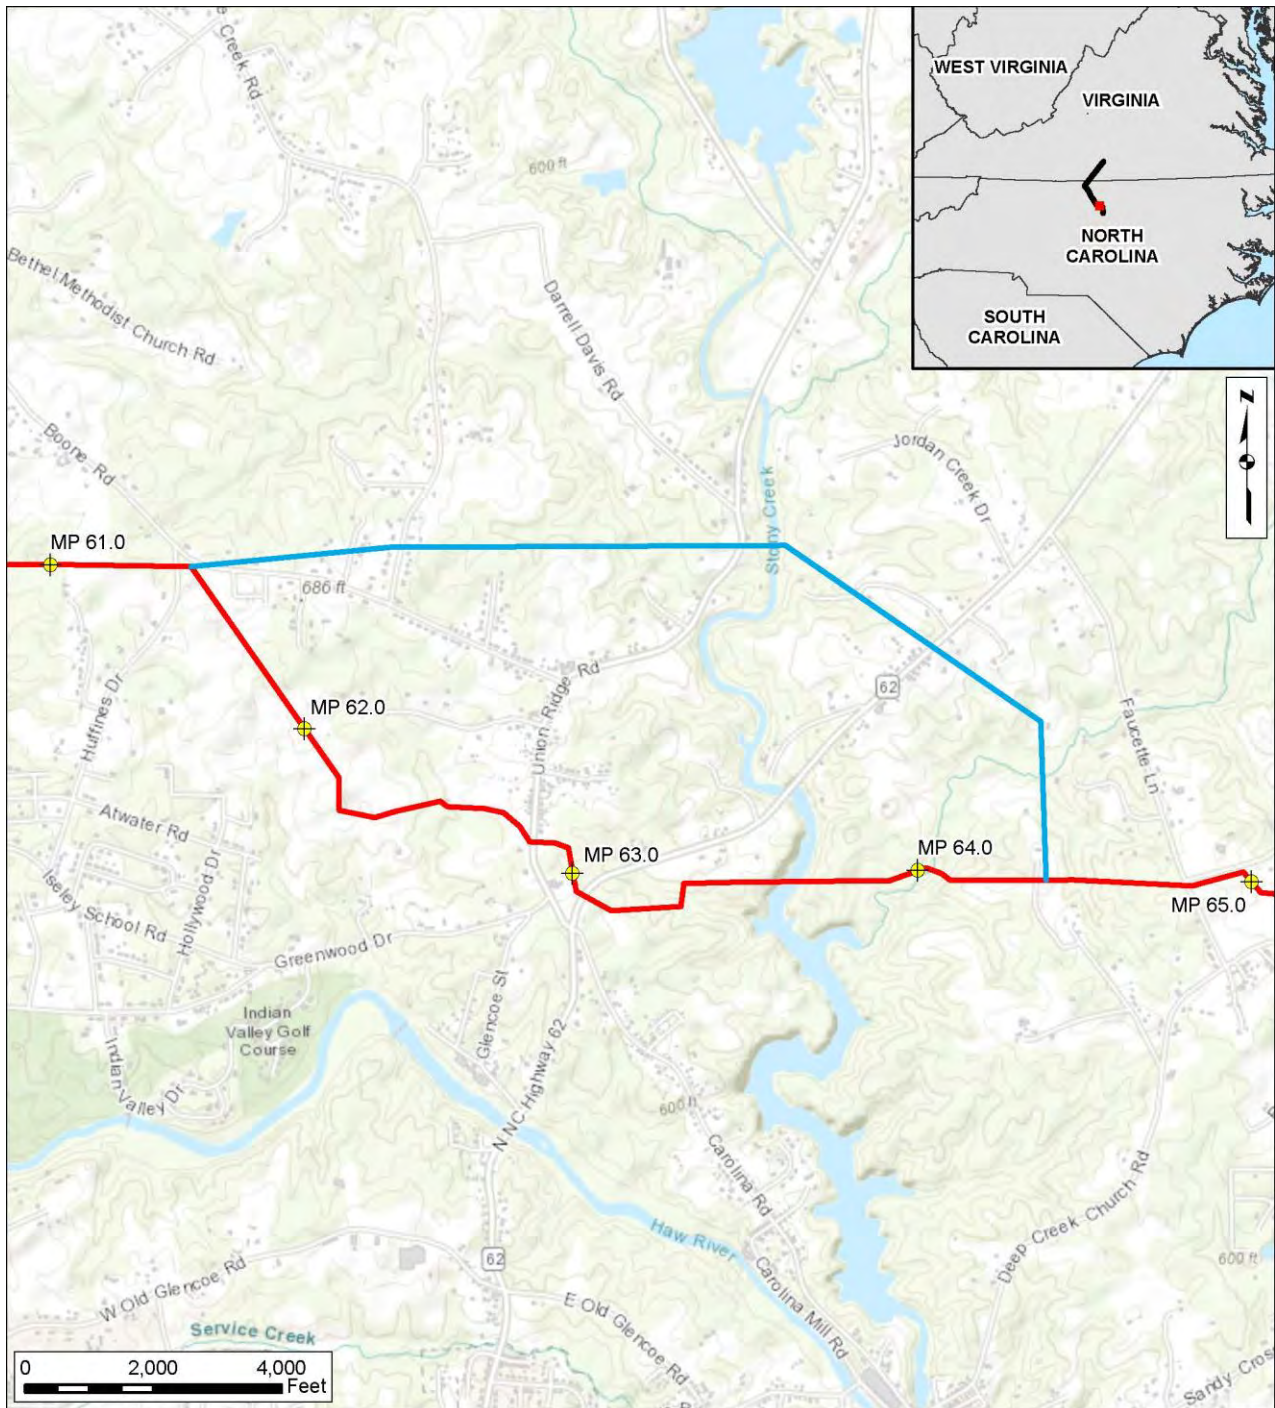 Creek Rd
WEST VIRGINIA
VIRGINIA
600 ft
NORTH
CAROLINA
SOUTH
CAROLINA
Bethel Methodist Church Rd
Darrell Davis Rd
N
Boone Rd
Jordan Creek Dr
Stony Creek
MP 61.0
686 ft
Huffines Dr
MP 62.0
Union Ridge Rd
62
Faucette Ln
Atwater Rd
MP 63.0
MP 64.0
Iseley School Rd
Hollywood Dr
MP 65.0
Greenwood Dr
Glencoe St
Indian
Valley Golf
Course
Indian Valley Dr
N NC Highway 62
600 ft
Carolina Rd
Deep Creek Church Rd
Haw River
62
600 ft
W Old Glencoe Rd
Carolina Mill Rd
E Old Glencoe Rd
Service Creek
Sandy Cross
0 2,000 4,000
Feet